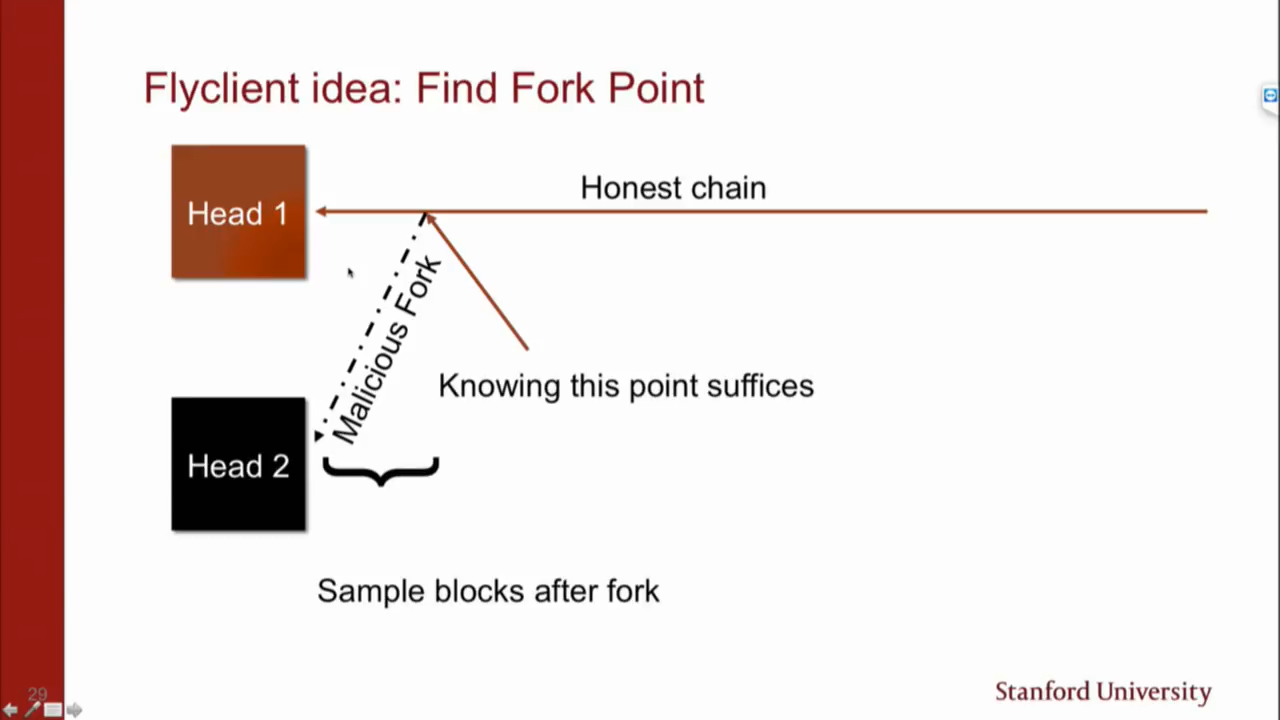 Flyclient idea: Find Fork Point
Honest chain
Head 1
Malicious Fork
Knowing this point suffices
Head 2
Sample blocks after fork
29
Stanford University